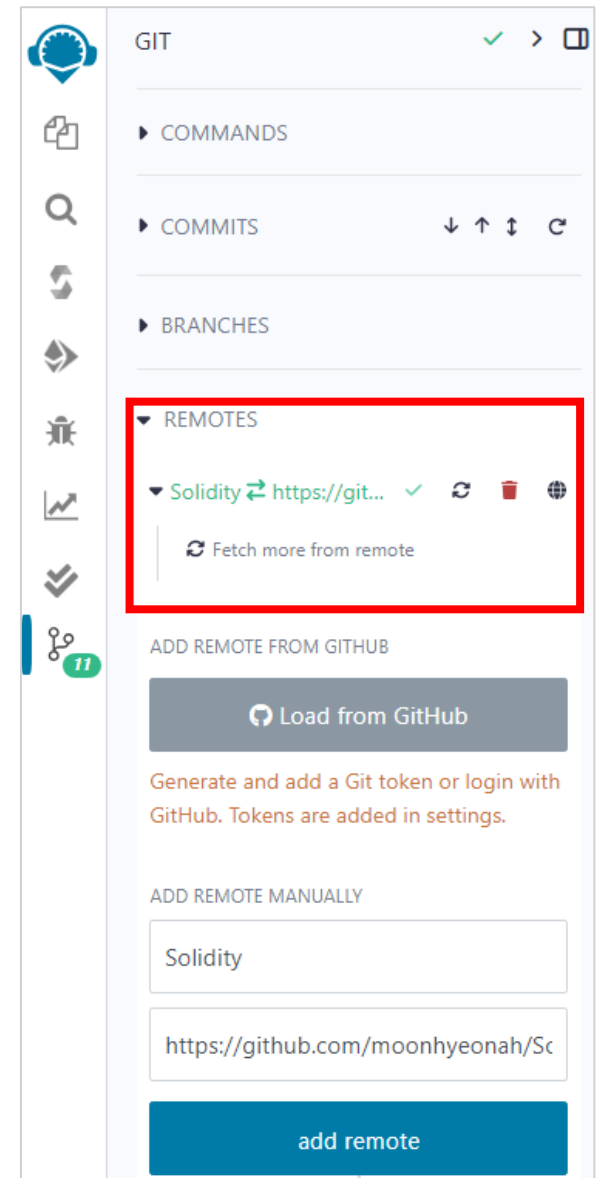 GIT
COMMANDS
COMMITS
BRANCHES
REMOTES
Solidity https://git...
Fetch more from remote
11
ADD REMOTE FROM GITHUB
Load from GitHub
Generate and add a Git token or login with
GitHub. Tokens are added in settings.
ADD REMOTE MANUALLY
Solidity
https://github.com/moonhyeonah/Sc
add remote